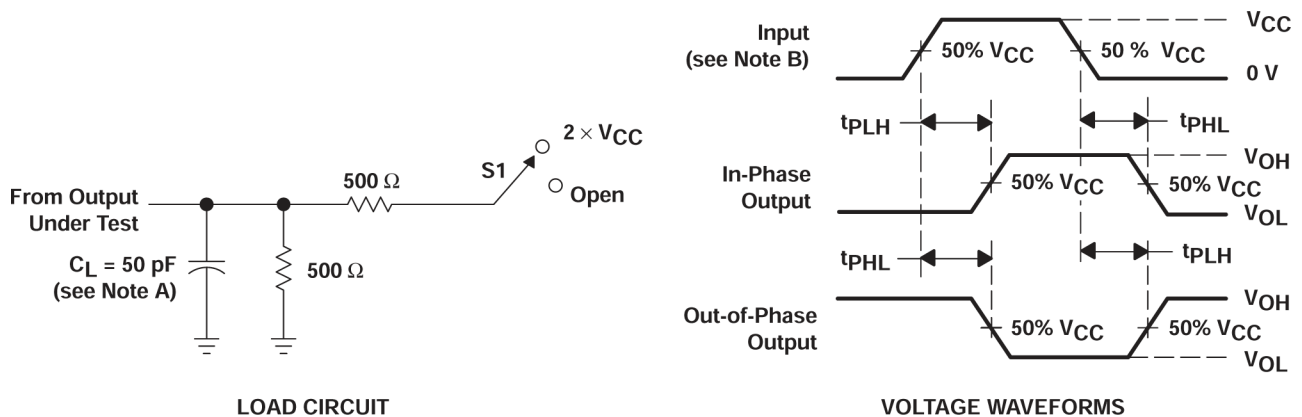 2 × VCC
S1
Open
500 Ω
From Output
Under Test
CL = 50 pF
(see Note A)
500 Ω
LOAD CIRCUIT
Input
(see Note B)
50% VCC
50 % VCC
VCC
0 V
tPLH
tPHL
In-Phase
Output
50% VCC
50% VCC
VOH
VOL
tPHL
tPLH
Out-of-Phase
Output
50% VCC
50% VCC
VOH
VOL
VOLTAGE WAVEFORMS